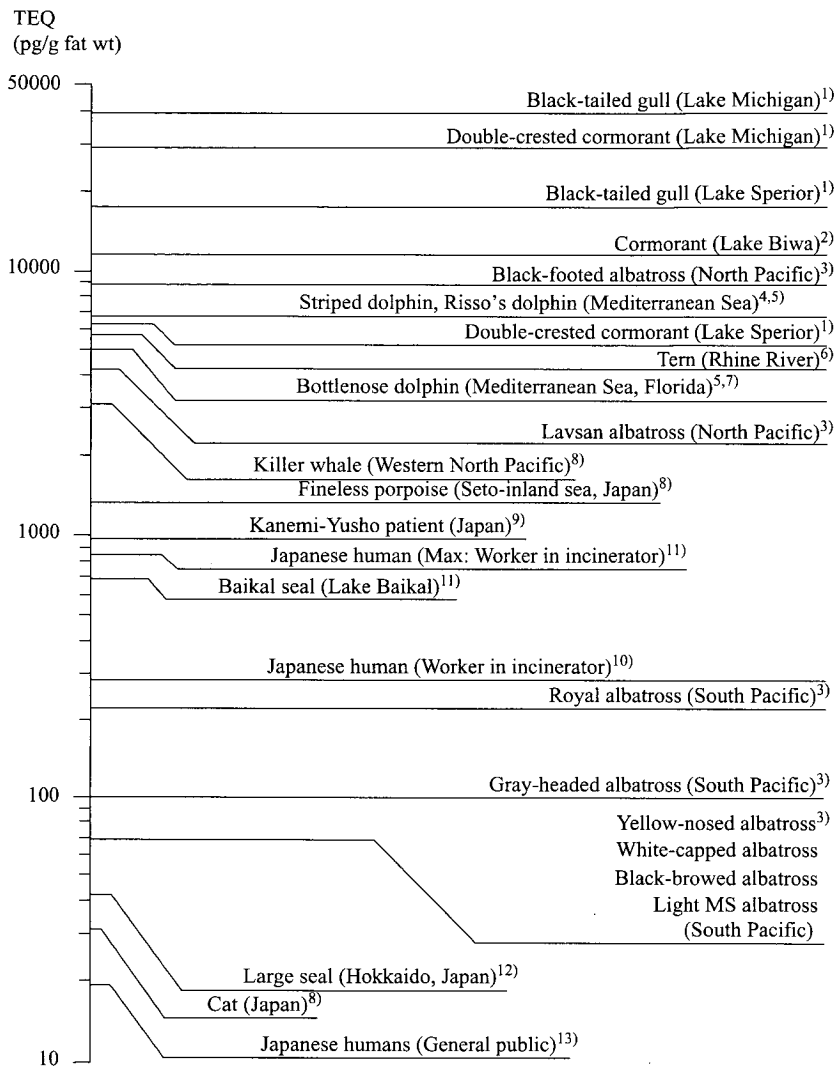 TEQ
(pg/g fat wt)
50000
Black-tailed gull (Lake Michigan)1)
Double-crested cormorant (Lake Michigan)1)
Black-tailed gull (Lake Sperior)1)
Cormorant (Lake Biwa)2)
10000
Black-footed albatross (North Pacific)3)
Striped dolphin, Risso's dolphin (Mediterranean Sea)4,5)
Double-crested cormorant (Lake Sperior)1)
Tern (Rhine River)6)
Bottlenose dolphin (Mediterranean Sea, Florida)5,7)
Lavsan albatross (North Pacific)3)
Killer whale (Western North Pacific)8)
Fineless porpoise (Seto-inland sea, Japan)8)
1000
Kanemi-Yusho patient (Japan)9)
Japanese human (Max: Worker in incinerator)11)
Baikal seal (Lake Baikal)11)
Japanese human (Worker in incinerator)10)
Royal albatross (South Pacific)3)
Gray-headed albatross (South Pacific)3)
100
Yellow-nosed albatross3)
White-capped albatross
Black-browed albatross
Light MS albatross
(South Pacific)
Large seal (Hokkaido, Japan)12)
Cat (Japan)8)
Japanese humans (General public)13)
10